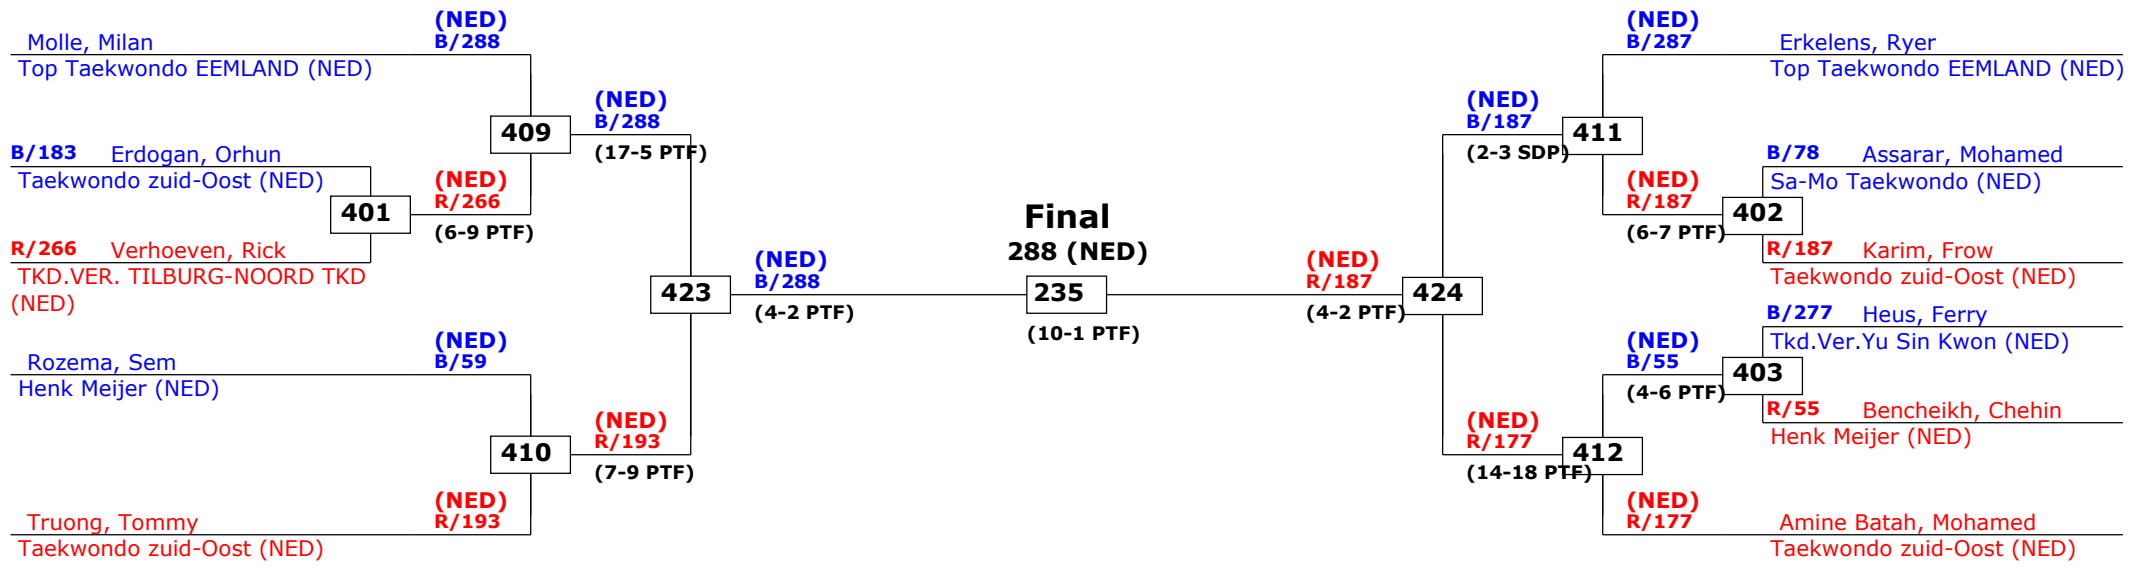 (NED)
B/288
Molle, Milan
Top Taekwondo EEMLAND (NED)
(NED)
B/288
409
(17-5 PTF)
B/183 Erdogan, Orhun
Taekwondo zuid-Oost (NED)
(NED)
R/266
401
(6-9 PTF)
R/266 Verhoeven, Rick
TKD.VER. TILBURG-NOORD TKD
(NED)
423
(NED)
B/288
(4-2 PTF)
(NED)
B/59
Rozema, Sem
Henk Meijer (NED)
(NED)
R/193
410
(7-9 PTF)
(NED)
R/193
Truong, Tommy
Taekwondo zuid-Oost (NED)
Final
288 (NED)
235
(10-1 PTF)
(NED)
B/287
Erkelens, Ryer
Top Taekwondo EEMLAND (NED)
(NED)
B/187
411
(2-3 SDP)
B/78 Assarar, Mohamed
Sa-Mo Taekwondo (NED)
(NED)
R/187
402
(6-7 PTF)
R/187 Karim, Frow
Taekwondo zuid-Oost (NED)
(NED)
R/187
424
(4-2 PTF)
B/277 Heus, Ferry
Tkd.Ver.Yu Sin Kwon (NED)
(NED)
B/55
403
(4-6 PTF)
R/55 Bencheikh, Chehin
Henk Meijer (NED)
(NED)
R/177
412
(14-18 PTF)
(NED)
R/177
Amine Batah, Mohamed
Taekwondo zuid-Oost (NED)